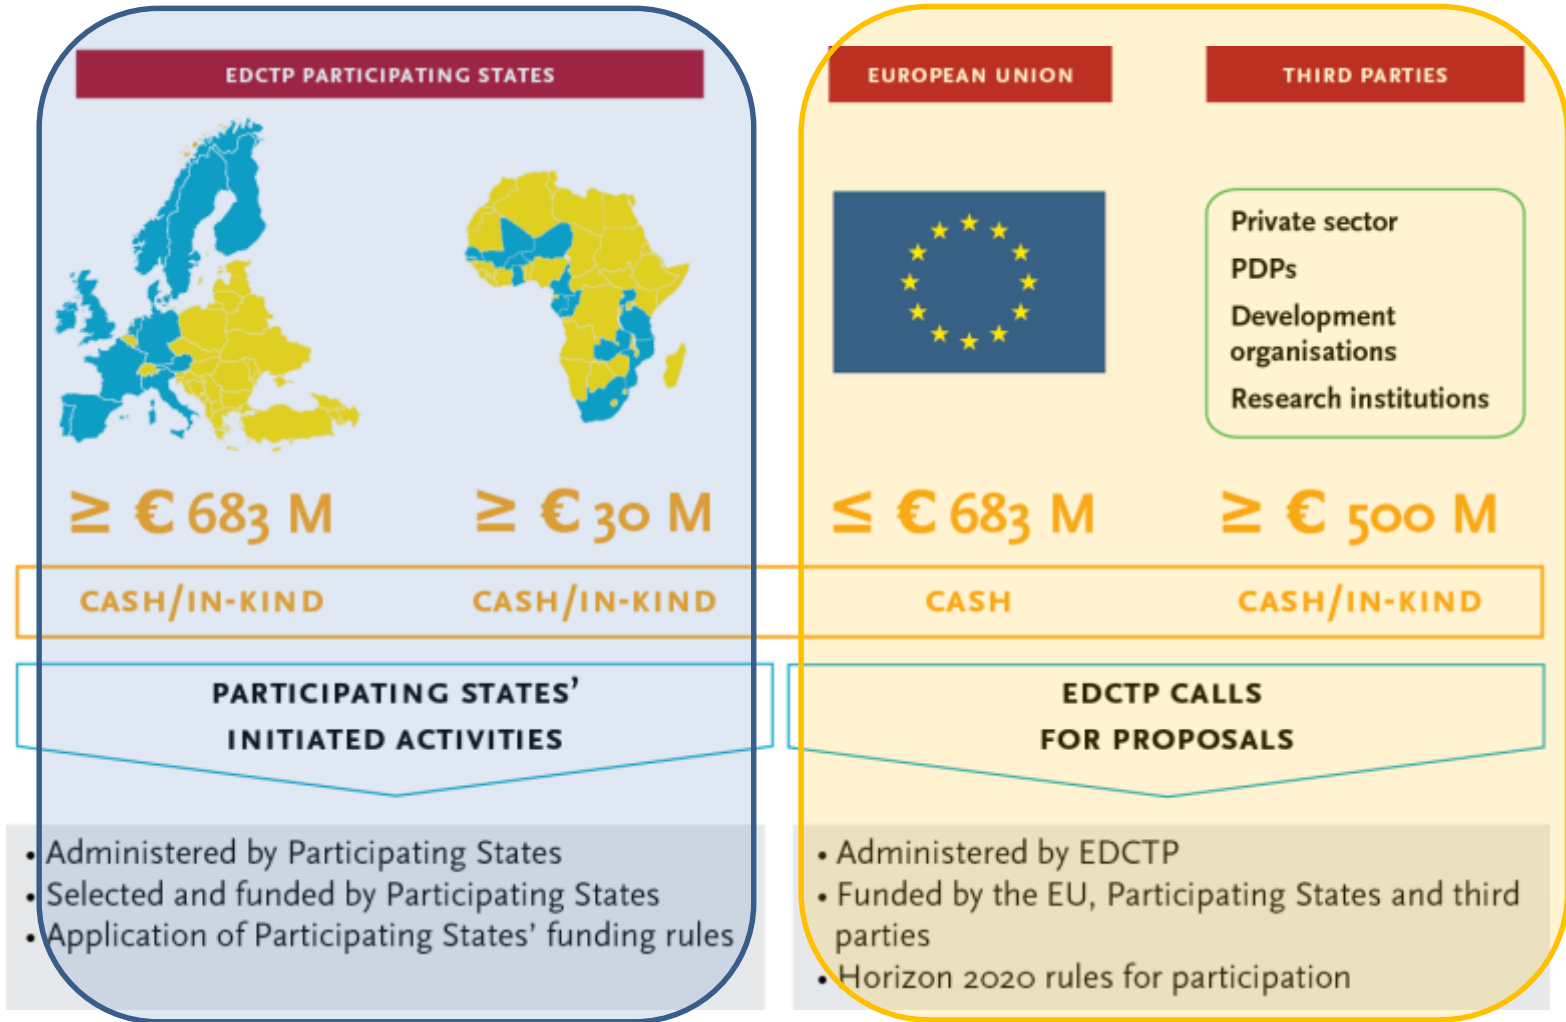 EDCTP PARTICIPATING STATES
EUROPEAN UNION
THIRD PARTIES
Private sector
PDPs
Development
organisations
Research institutions
≥ € 683 M
≥ € 30 M
≤ € 683 M
≥ € 500 M
CASH/IN-KIND
CASH/IN-KIND
CASH
CASH/IN-KIND
PARTICIPATING STATES’
INITIATED ACTIVITIES
EDCTP CALLS
FOR PROPOSALS
• Administered by Participating States
• Selected and funded by Participating States
• Application of Participating States’ funding rules
• Administered by EDCTP
• Funded by the EU, Participating States and third
parties
• Horizon 2020 rules for participation